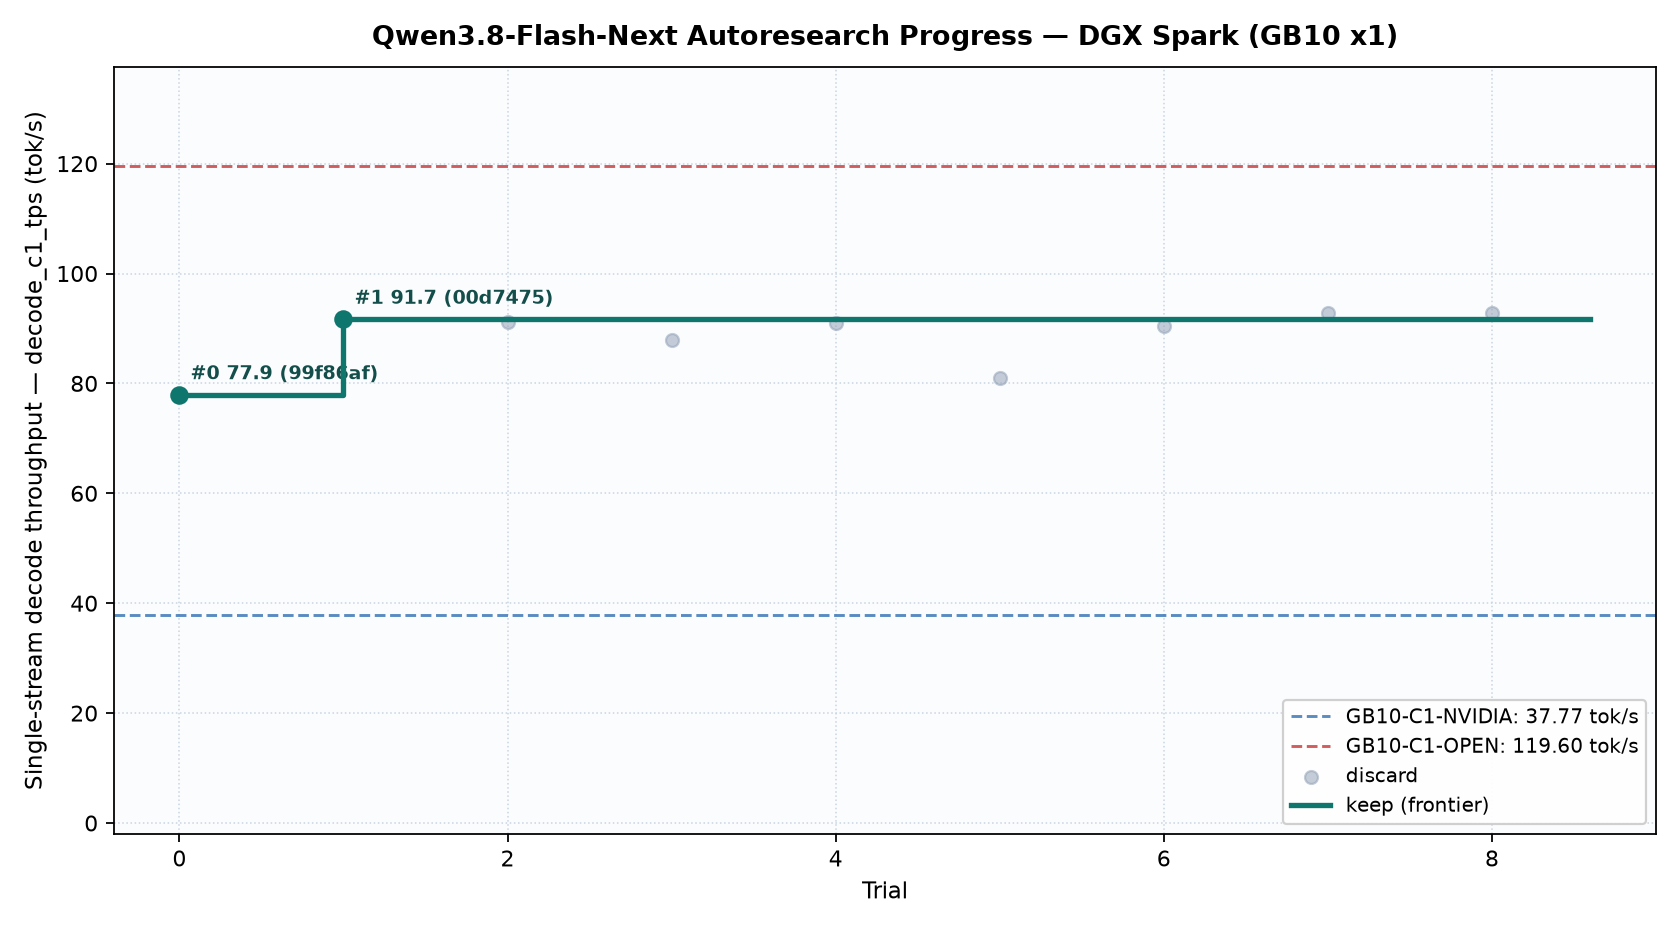 Qwen3.8-Flash-Next Autoresearch Progress — DGX Spark (GB10 x1)
Single-stream decode throughput — decode_c1_tps (tok/s)
120
100
80
60
40
20
0
#1 91.7 (00d7475)
#0 77.9 (99f86af)
GB10-C1-NVIDIA: 37.77 tok/s
GB10-C1-OPEN: 119.60 tok/s
discard
keep (frontier)
0
2
4
6
8
Trial